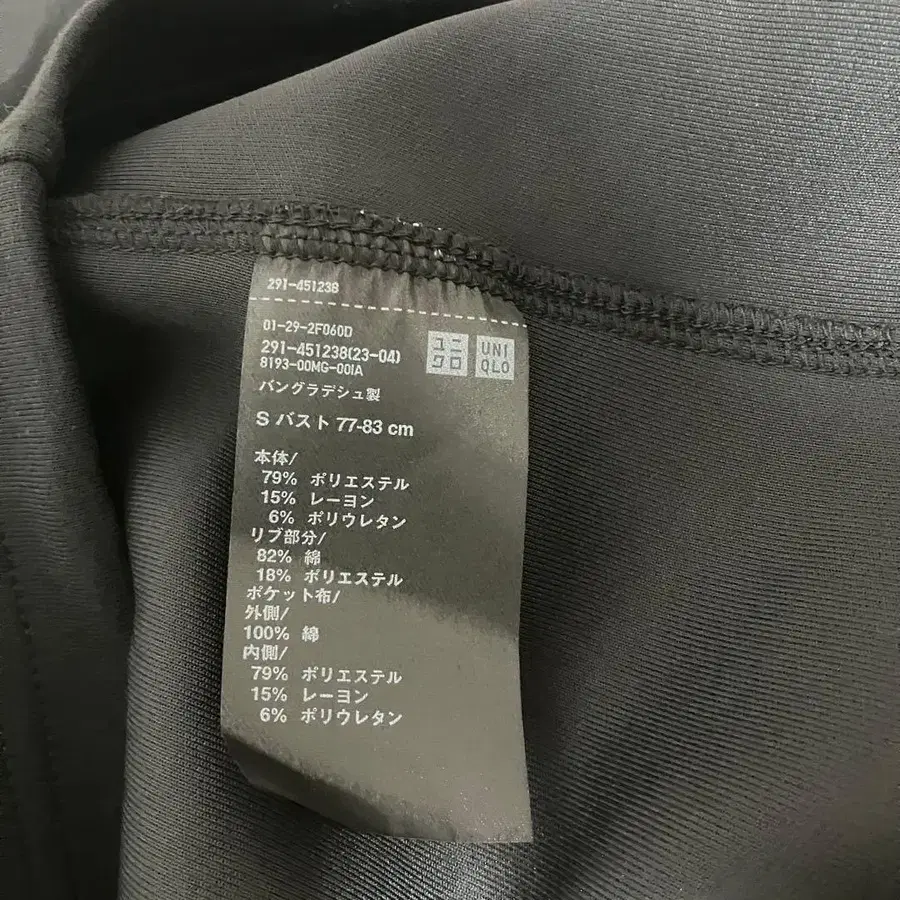 291-451238
01-29-2F060D
291-451238(23-04)
8193-00MG-00IA
ユニ
クロ
UNI
QLO
バングラデシュ製
S バスト 77-83 cm
本体/
79% ポリエステル
15% レーヨン
6% ポリウレタン
リブ部分/
82% 綿
18% ポリエステル
ポケット布/
外側/
100% 綿
内側/
79% ポリエステル
15% レーヨン
6% ポリウレタン